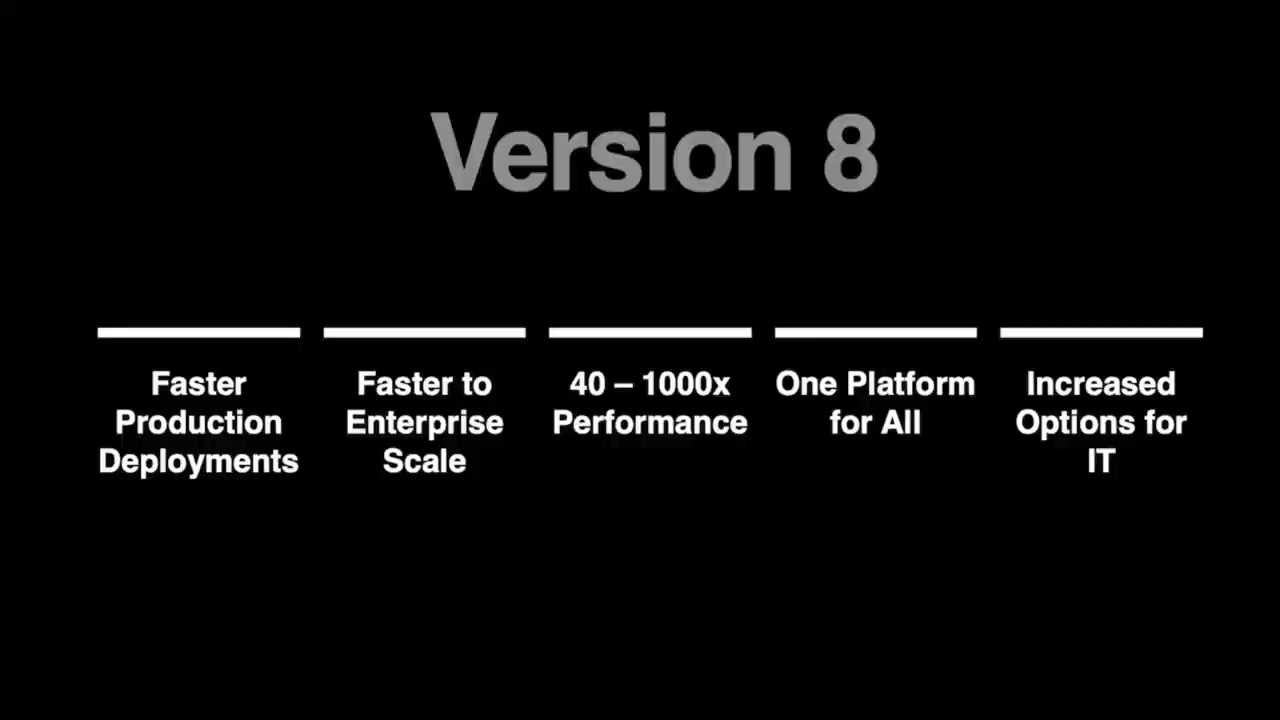 Version 8
Faster
Production
Deployments
Faster to
Enterprise
Scale
40 – 1000x
Performance
One Platform
for All
Increased
Options for
IT